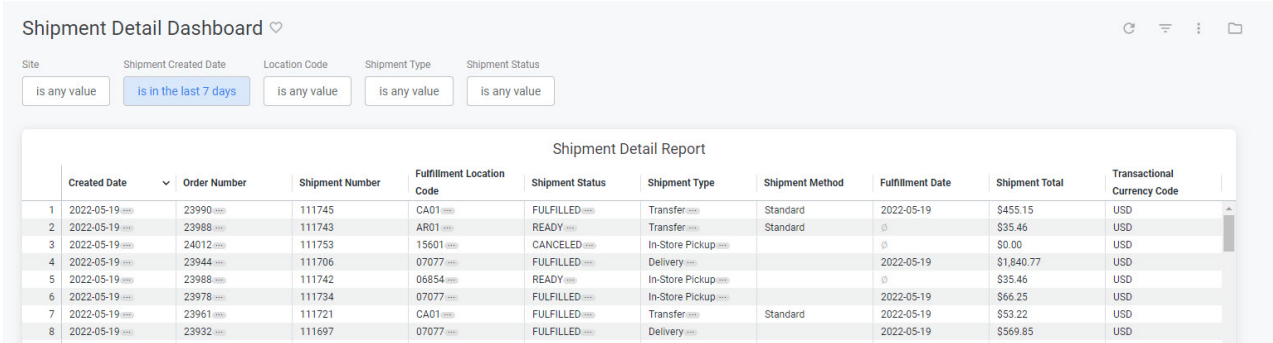 Shipment Detail Dashboard
Site Shipment Created Date Location Code Shipment Type Shipment Status
is any value is in the last 7 days is any value is any value is any value
Shipment Detail Report
Created Date Order Number Shipment Number Fulfillment Location Code Shipment Status Shipment Type Shipment Method Fulfillment Date Shipment Total Transactional Currency Code
1 2022-05-19 23990 111745 CA01 FULFILLED Transfer Standard 2022-05-19 $455.15 USD
2 2022-05-19 23988 111743 AR01 READY Transfer Standard ∅ $35.46 USD
3 2022-05-19 24012 111753 15601 CANCELED In-Store Pickup ∅ $0.00 USD
4 2022-05-19 23944 111706 07077 FULFILLED Delivery 2022-05-19 $1,840.77 USD
5 2022-05-19 23988 111742 06854 READY In-Store Pickup ∅ $35.46 USD
6 2022-05-19 23978 111734 07077 FULFILLED In-Store Pickup 2022-05-19 $66.25 USD
7 2022-05-19 23961 111721 CA01 FULFILLED Transfer Standard 2022-05-19 $53.22 USD
8 2022-05-19 23932 111697 07077 FULFILLED Delivery 2022-05-19 $569.85 USD